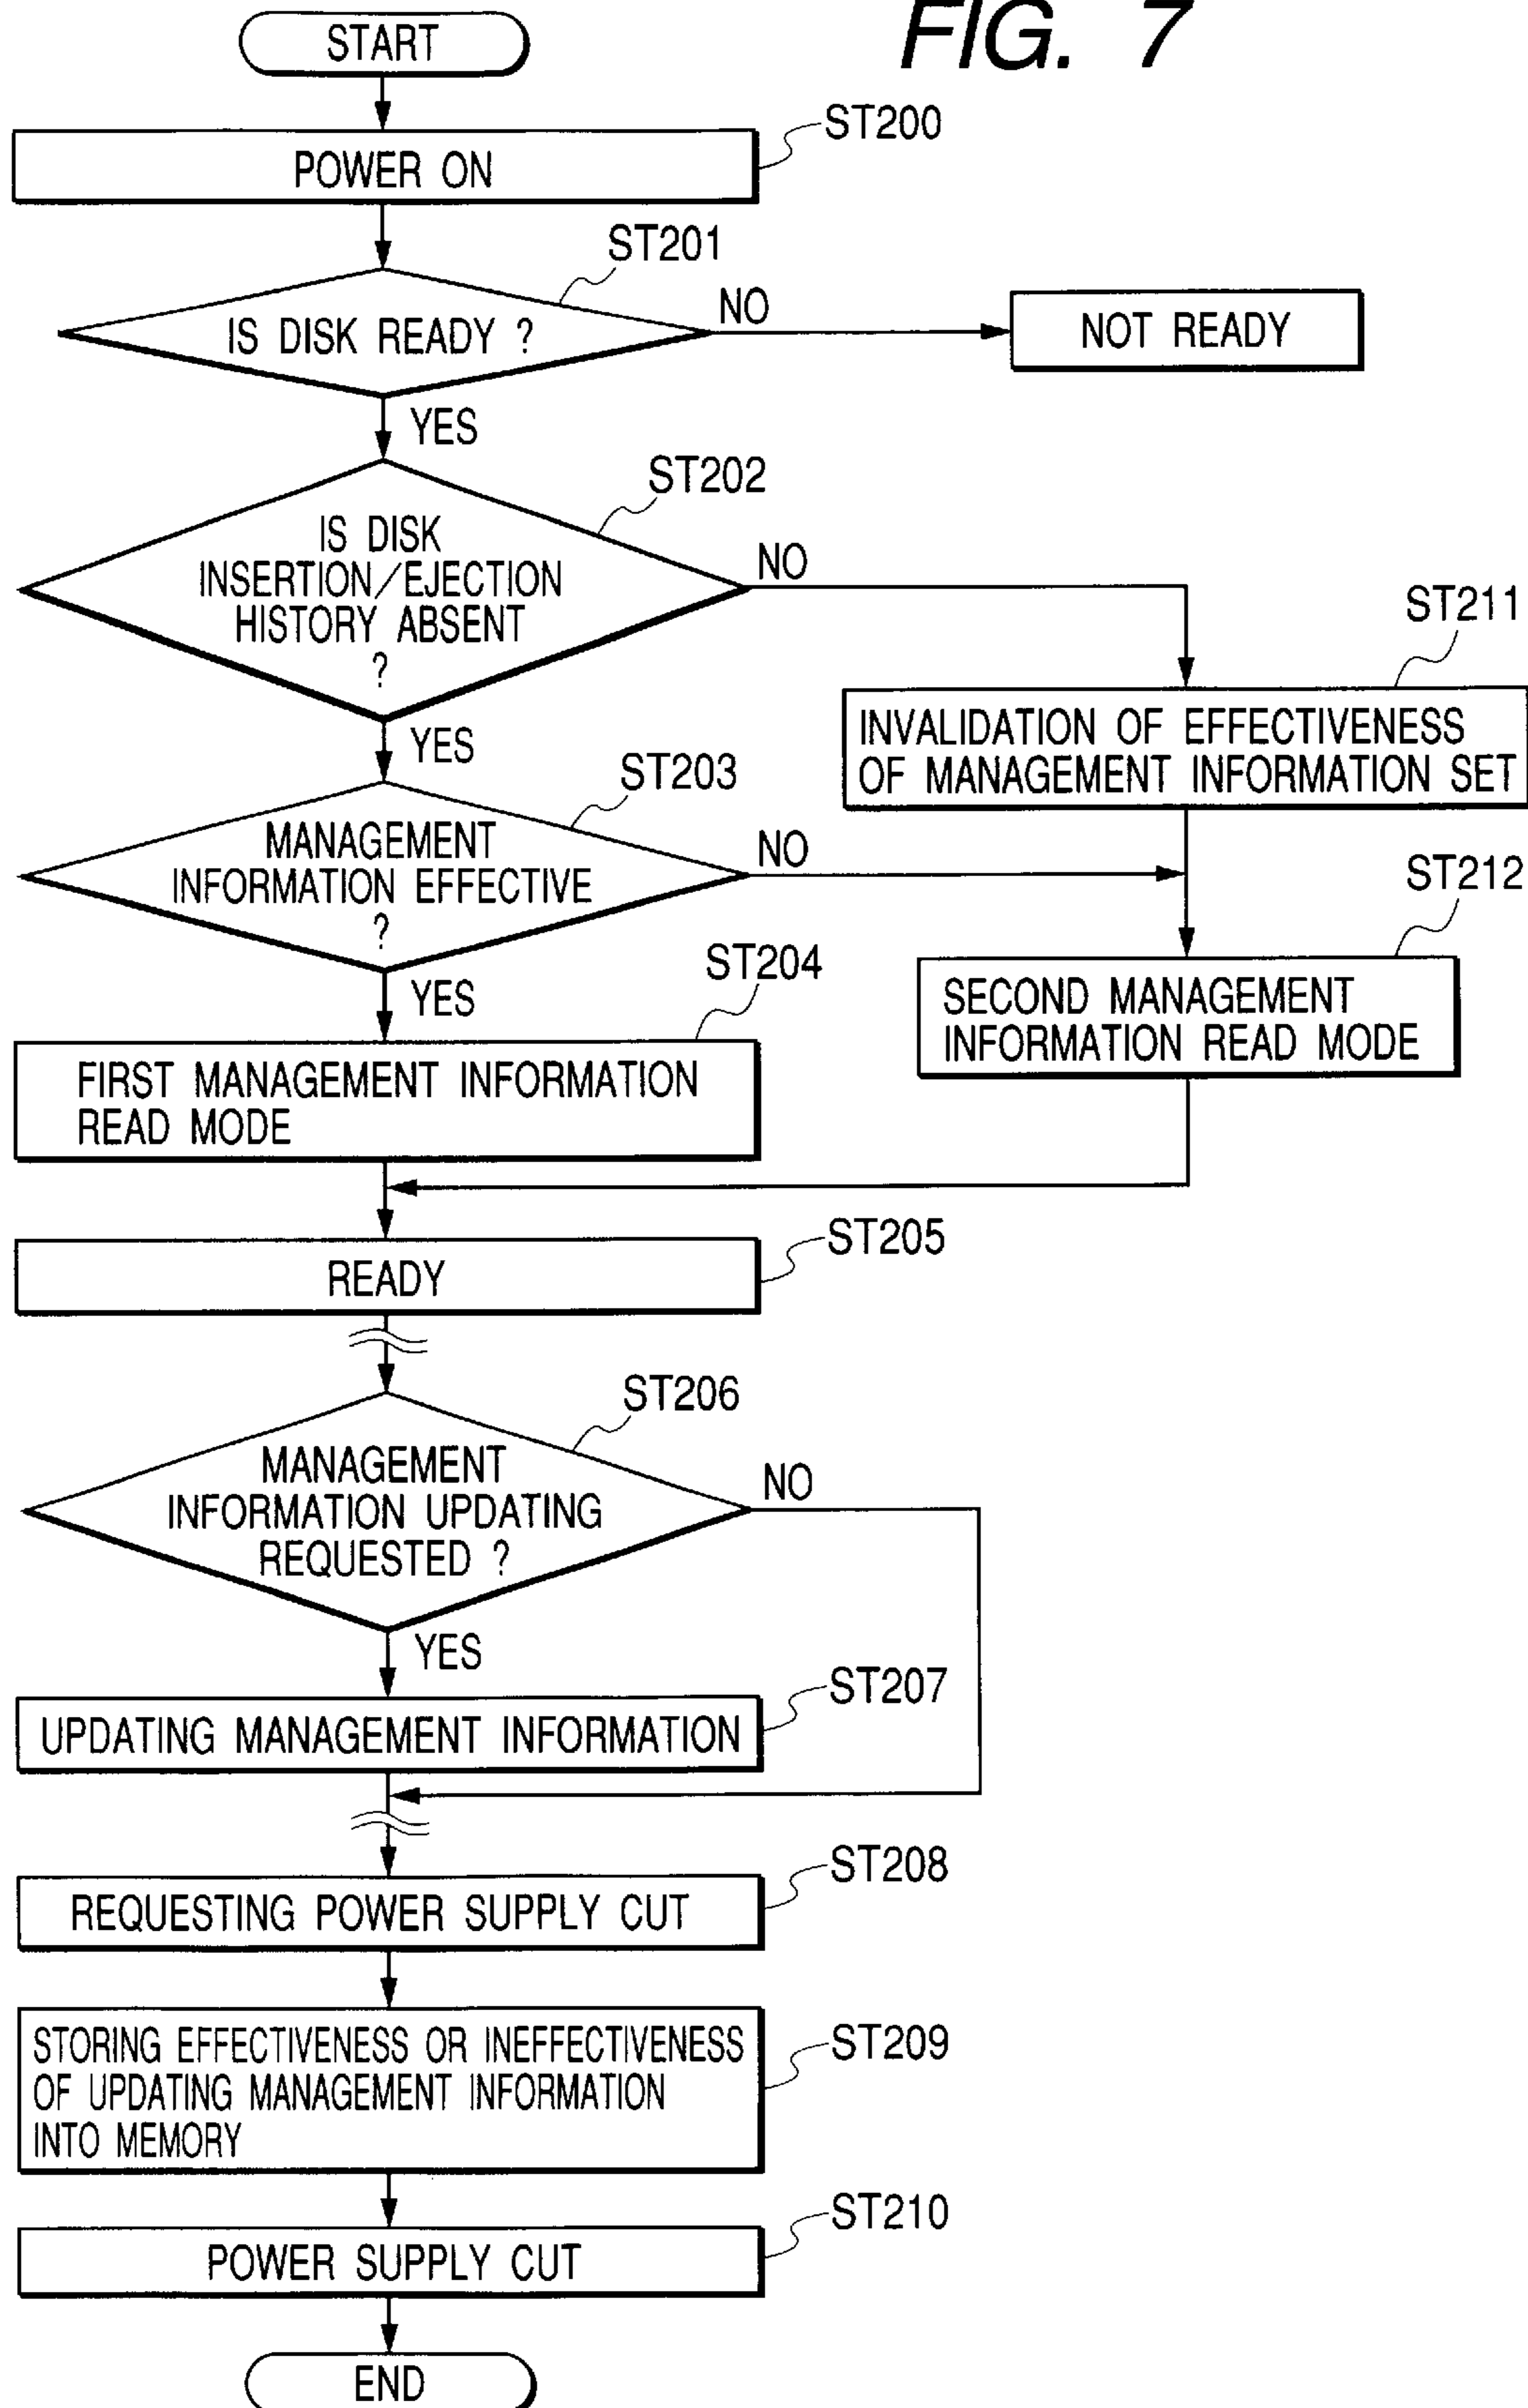 FIG. 7
START
ST200
POWER ON
ST201
IS DISK READY ?
NO
NOT READY
YES
ST202
IS DISK
INSERTION/EJECTION
HISTORY ABSENT
?
NO
ST211
INVALIDATION OF EFFECTIVENESS
OF MANAGEMENT INFORMATION SET
YES
ST203
MANAGEMENT
INFORMATION EFFECTIVE
?
NO
ST212
SECOND MANAGEMENT
INFORMATION READ MODE
YES
ST204
FIRST MANAGEMENT INFORMATION
READ MODE
ST205
READY
ST206
MANAGEMENT
INFORMATION UPDATING
REQUESTED ?
NO
YES
ST207
UPDATING MANAGEMENT INFORMATION
ST208
REQUESTING POWER SUPPLY CUT
ST209
STORING EFFECTIVENESS OR INEFFECTIVENESS
OF UPDATING MANAGEMENT INFORMATION
INTO MEMORY
ST210
POWER SUPPLY CUT
END